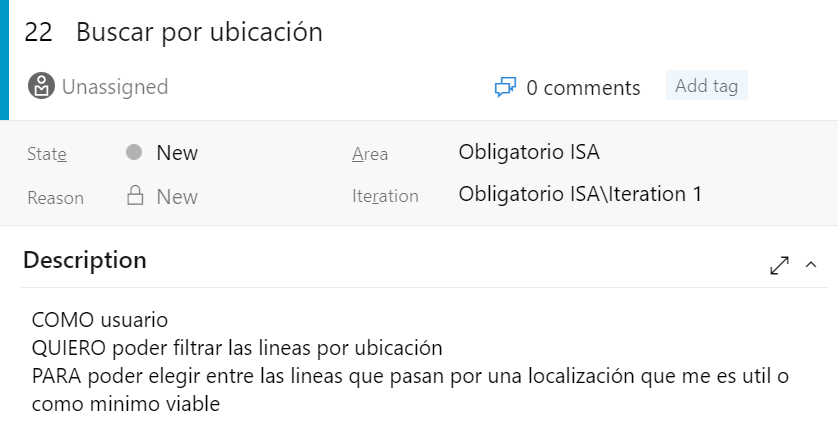 22 Buscar por ubicación
Unassigned
0 comments
Add tag
State New
Area Obligatorio ISA
Reason New
Iteration Obligatorio ISA\Iteration 1
Description
COMO usuario
QUIERO poder filtrar las lineas por ubicación
PARA poder elegir entre las lineas que pasan por una localización que me es util o
como minimo viable